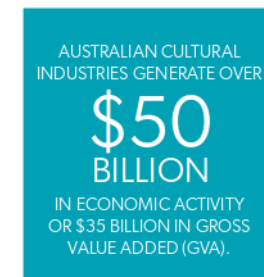 AUSTRALIAN CULTURAL
INDUSTRIES GENERATE OVER
$50
BILLION
IN ECONOMIC ACTIVITY
OR $35 BILLION IN GROSS
VALUE ADDED (GVA).